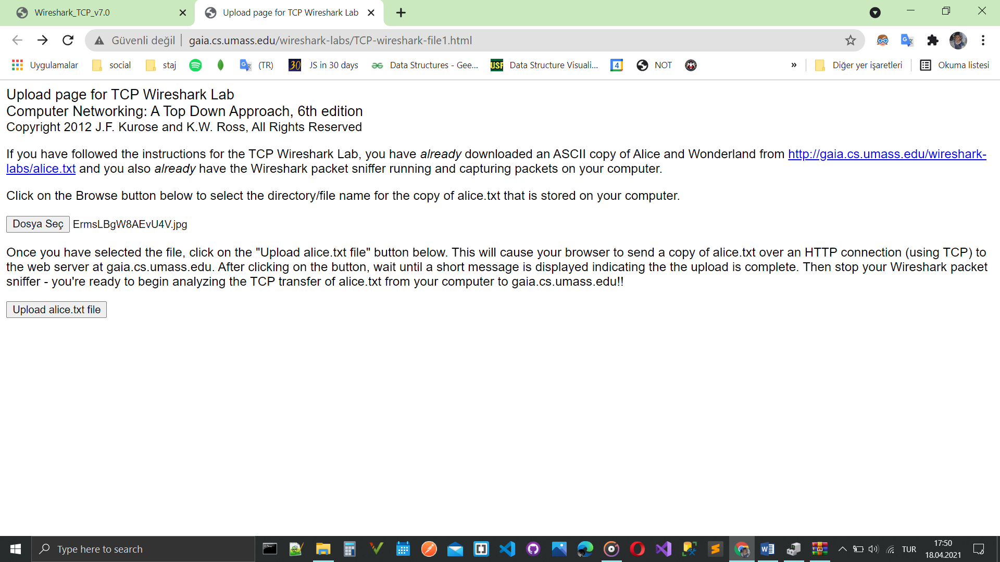 Wireshark_TCP_v7.0
Upload page for TCP Wireshark Lab
Güvenli değil
gaia.cs.umass.edu/wireshark-labs/TCP-wireshark-file1.html
Uygulamalar
social
staj
(TR)
30
JS in 30 days
Data Structures - Gee...
USF
Data Structure Visuali...
4
NOT
»
Diğer yer işaretleri
Okuma listesi
Upload page for TCP Wireshark Lab
Computer Networking: A Top Down Approach, 6th edition
Copyright 2012 J.F. Kurose and K.W. Ross, All Rights Reserved
If you have followed the instructions for the TCP Wireshark Lab, you have already downloaded an ASCII copy of Alice and Wonderland from http://gaia.cs.umass.edu/wireshark-
labs/alice.txt and you also already have the Wireshark packet sniffer running and capturing packets on your computer.
Click on the Browse button below to select the directory/file name for the copy of alice.txt that is stored on your computer.
Dosya Seç ErmsLBgW8AEvU4V.jpg
Once you have selected the file, click on the "Upload alice.txt file" button below. This will cause your browser to send a copy of alice.txt over an HTTP connection (using TCP) to
the web server at gaia.cs.umass.edu. After clicking on the button, wait until a short message is displayed indicating the the upload is complete. Then stop your Wireshark packet
sniffer - you're ready to begin analyzing the TCP transfer of alice.txt from your computer to gaia.cs.umass.edu!!
Upload alice.txt file
Type here to search
TUR
17:50
18.04.2021